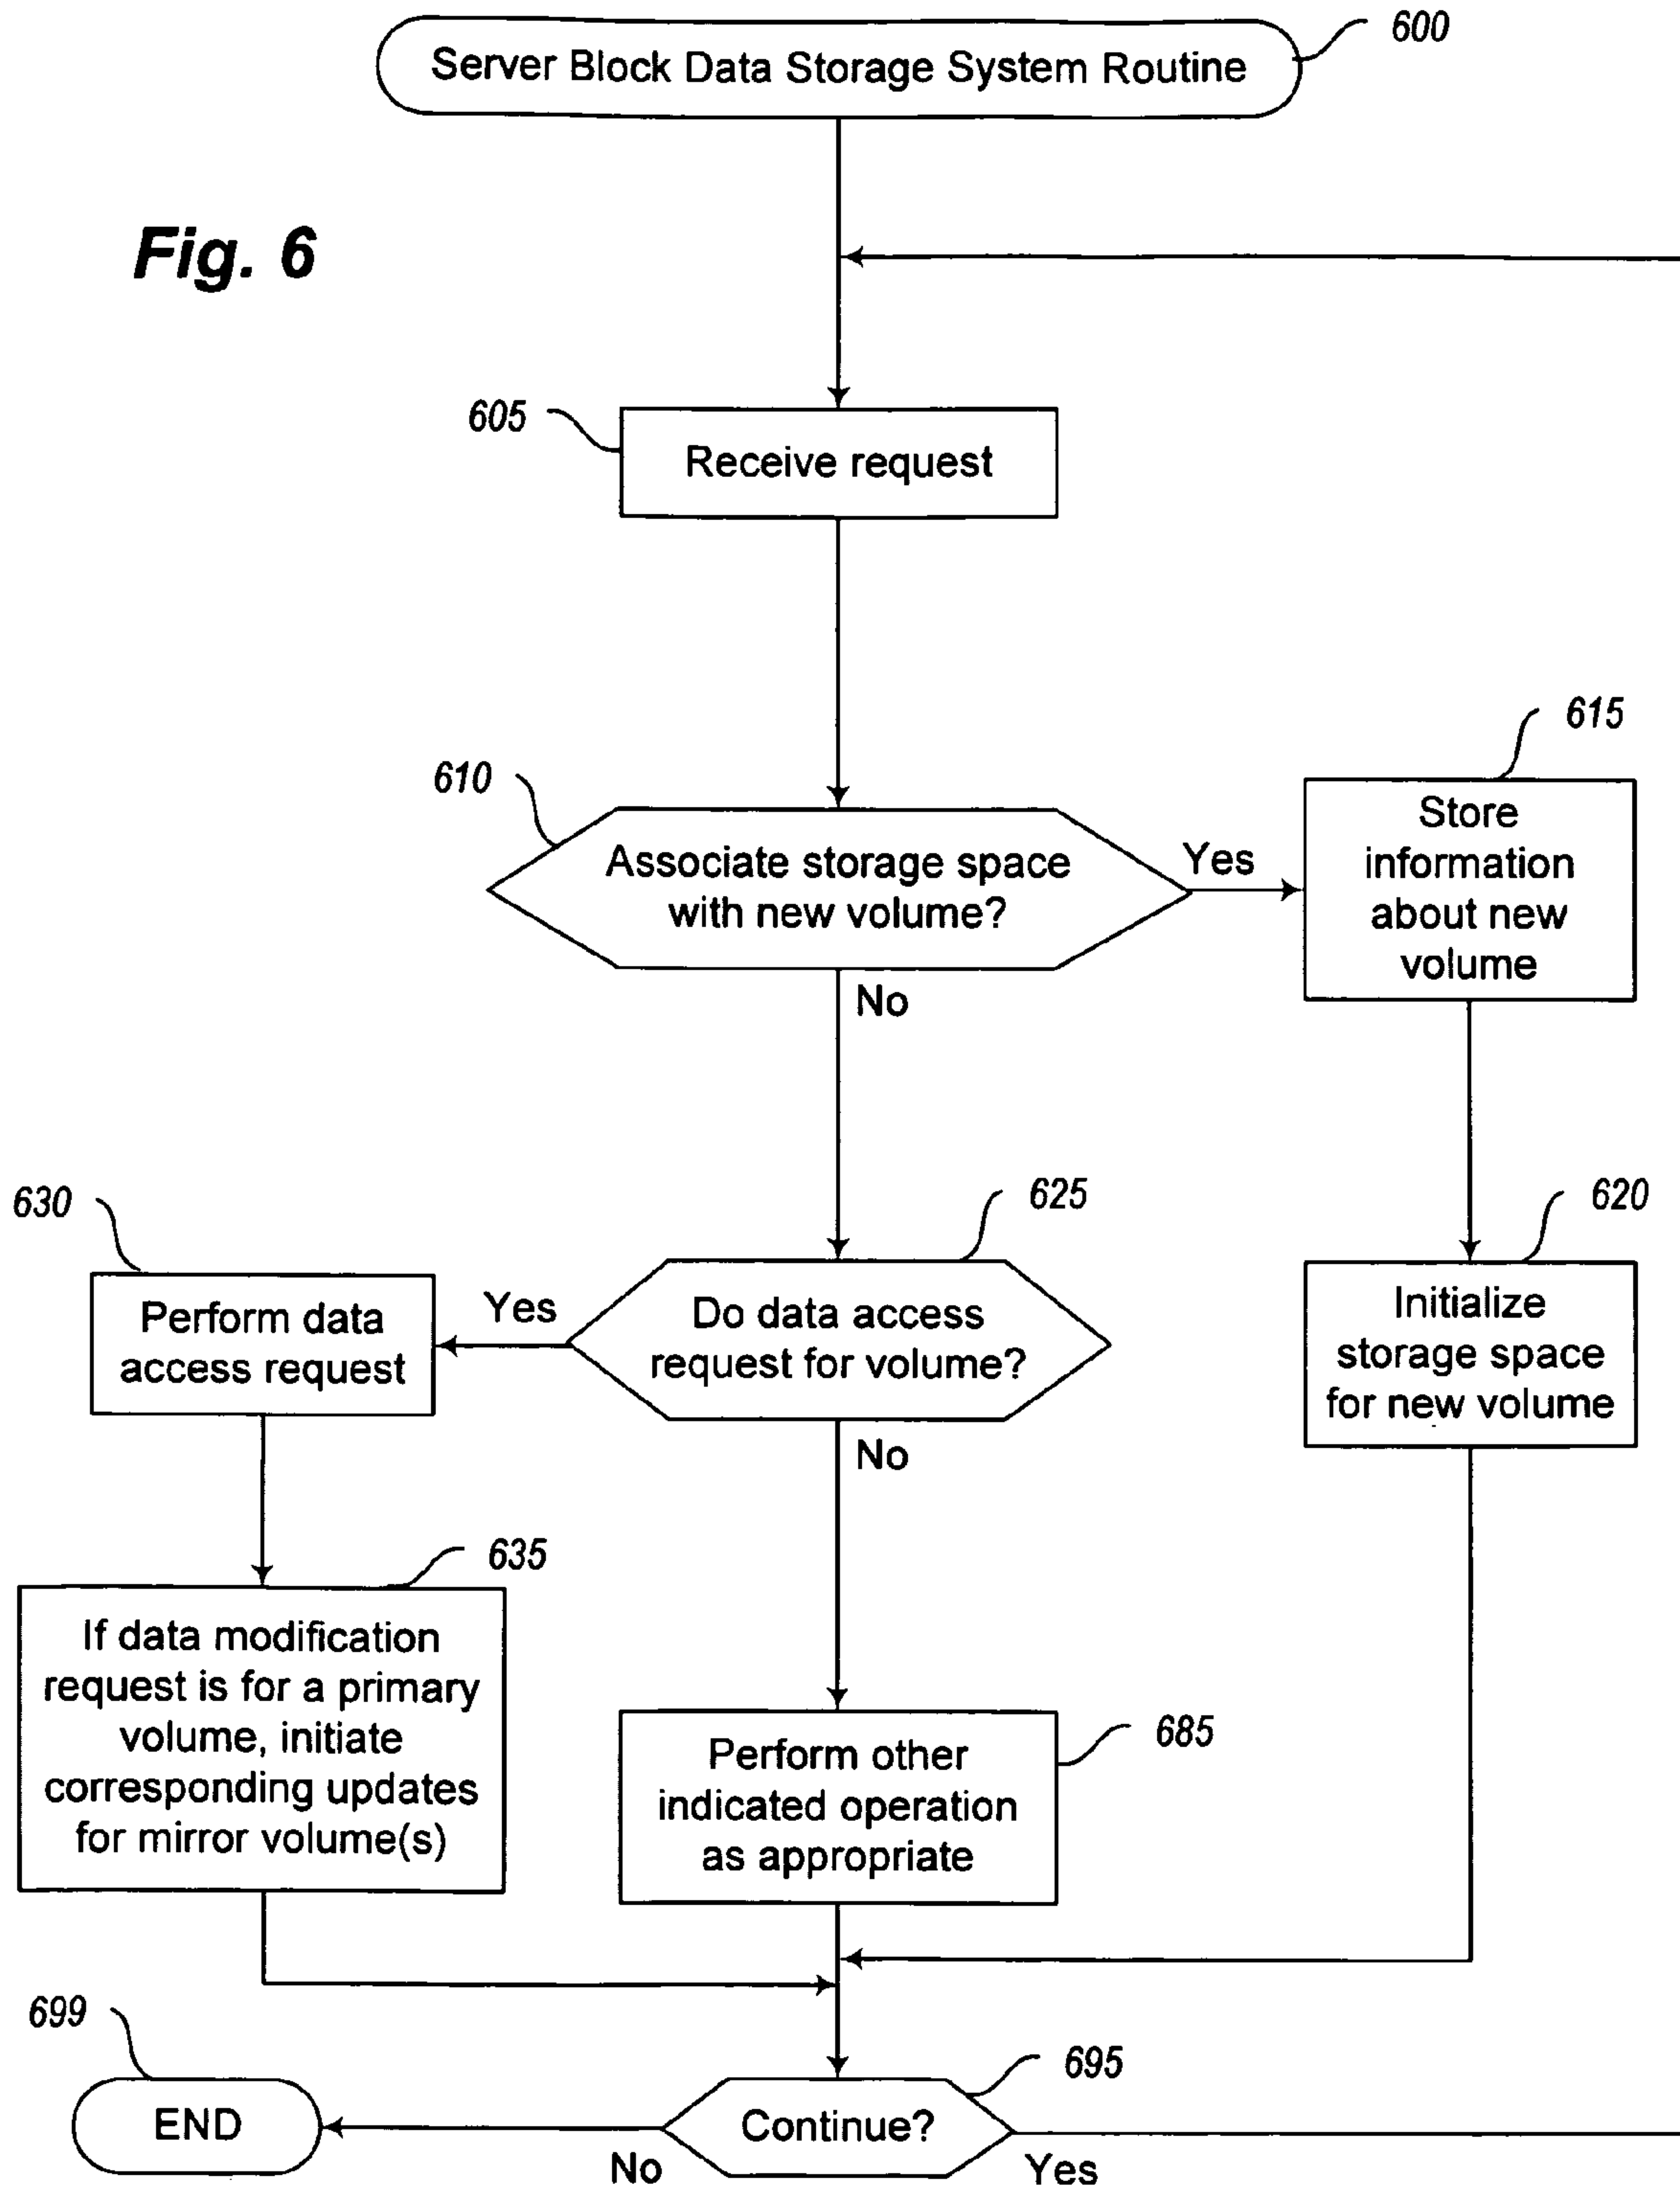 600
Server Block Data Storage System Routine
Fig. 6
605
Receive request
610
Associate storage space
with new volume?
Yes
No
615
Store
information
about new
volume
620
Initialize
storage space
for new volume
625
Do data access
request for volume?
Yes
No
630
Perform data
access request
635
If data modification
request is for a primary
volume, initiate
corresponding updates
for mirror volume(s)
685
Perform other
indicated operation
as appropriate
695
Continue?
No
Yes
699
END